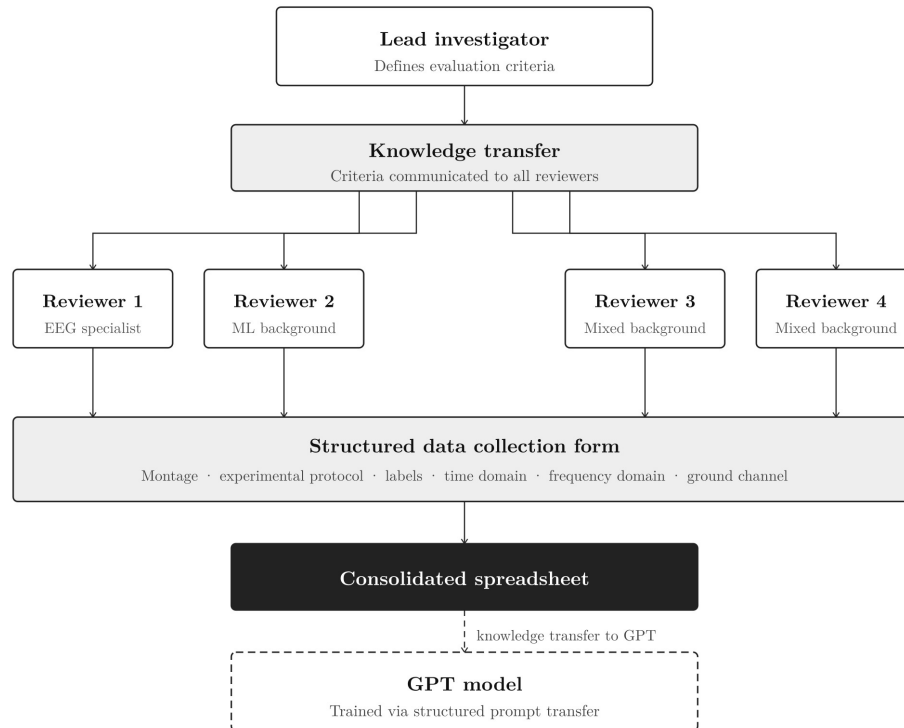 Lead investigator
Defines evaluation criteria
Knowledge transfer
Criteria communicated to all reviewers
Reviewer 1
EEG specialist
Reviewer 2
ML background
Reviewer 3
Mixed background
Reviewer 4
Mixed background
Structured data collection form
Montage · experimental protocol · labels · time domain · frequency domain · ground channel
Consolidated spreadsheet
knowledge transfer to GPT
GPT model
Trained via structured prompt transfer